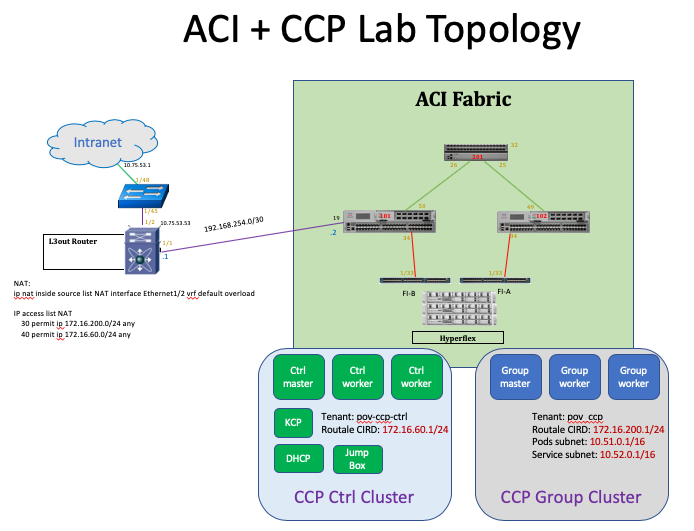 ACI + CCP Lab Topology
ACI Fabric
Intranet
10.75.53.1
1/48
1/45
1/2
10.75.53.53
L3out Router
1/1
.1
192.168.254.0/30
19
.2
201
32
26
25
58
49
101
102
34
34
1/33
1/33
FI-B
FI-A
Hyperflex
NAT:
ip nat inside source list NAT interface Ethernet1/2 vrf default overload
IP access list NAT
30 permit ip 172.16.200.0/24 any
40 permit ip 172.16.60.0/24 any
Ctrl
master
Ctrl
worker
Ctrl
worker
KCP
Tenant: pov-ccp-ctrl
Routale CIRD: 172.16.60.1/24
DHCP
Jump
Box
CCP Ctrl Cluster
Group
master
Group
worker
Group
worker
Tenant: pov_ccp
Routale CIRD: 172.16.200.1/24
Pods subnet: 10.51.0.1/16
Service subnet: 10.52.0.1/16
CCP Group Cluster